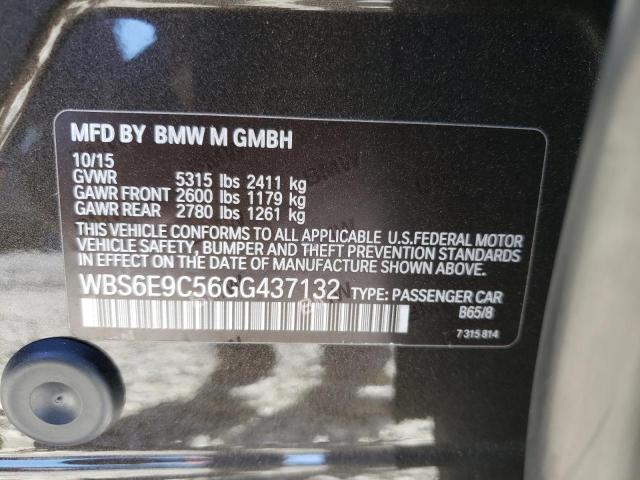 MFD BY BMW M GMBH
10/15
GVWR 5315 lbs 2411 kg
GAWR FRONT 2600 lbs 1179 kg
GAWR REAR 2780 lbs 1261 kg
THIS VEHICLE CONFORMS TO ALL APPLICABLE U.S.FEDERAL MOTOR
VEHICLE SAFETY, BUMPER AND THEFT PREVENTION STANDARDS
IN EFFECT ON THE DATE OF MANUFACTURE SHOWN ABOVE.
WBS6E9C56GG437132 TYPE: PASSENGER CAR
B65/8
7 315 814